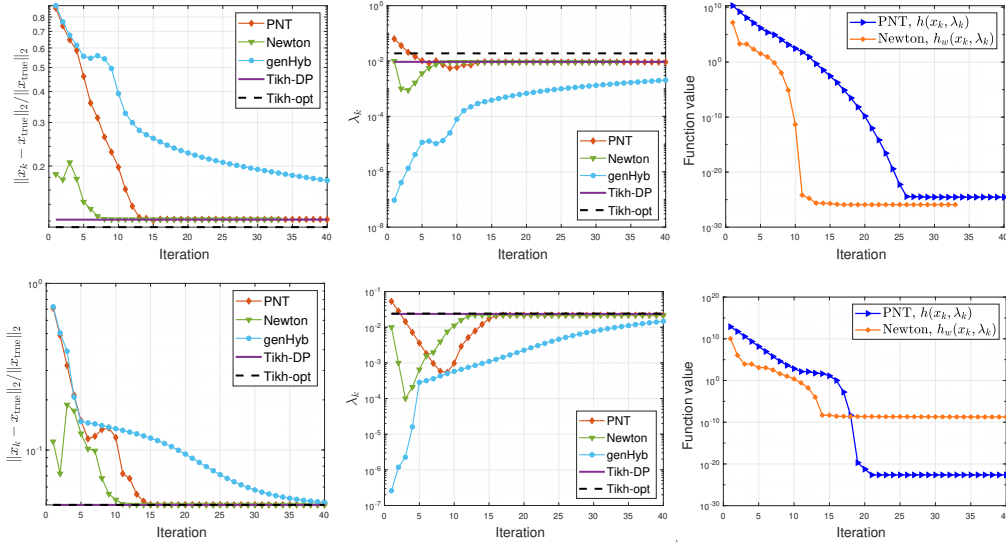 0.8
0.7
0.6
0.5
0.4
0.3
0.2
0 5 10 15 20 25 30 35 40
Iteration
||x_k − x_true||_2/||x_true||_2
PNT
Newton
genHyb
Tikh-DP
Tikh-opt
10^0
10^-2
10^-4
10^-6
10^-8
0 5 10 15 20 25 30 35 40
Iteration
λ_k
PNT
Newton
genHyb
Tikh-DP
Tikh-opt
10^10
10^0
10^-10
10^-20
10^-30
0 5 10 15 20 25 30 35 40
Iteration
Function value
PNT, h(x_k, λ_k)
Newton, h_w(x_k, λ_k)
10^0
10^-1
0 5 10 15 20 25 30 35 40
Iteration
||x_k − x_true||_2/||x_true||_2
PNT
Newton
genHyb
Tikh-DP
Tikh-opt
10^-1
10^-2
10^-3
10^-4
10^-5
10^-6
10^-7
0 5 10 15 20 25 30 35 40
Iteration
λ_k
PNT
Newton
genHyb
Tikh-DP
Tikh-opt
10^20
10^10
10^0
10^-10
10^-20
10^-30
0 5 10 15 20 25 30 35 40
Iteration
Function value
PNT, h(x_k, λ_k)
Newton, h_w(x_k, λ_k)